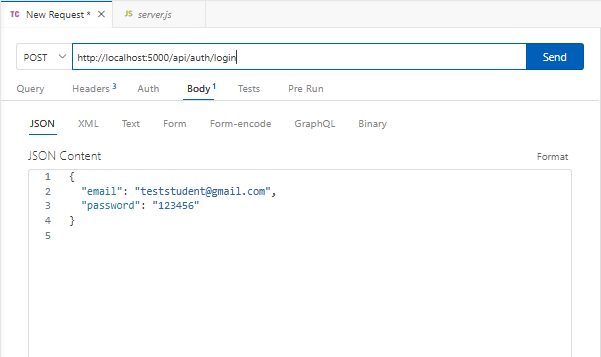 TC New Request * ×
JS server.js
POST http://localhost:5000/api/auth/login Send
Query Headers 3 Auth Body 1 Tests Pre Run
JSON XML Text Form Form-encode GraphQL Binary
JSON Content Format
1 {
2 "email": "teststudent@gmail.com",
3 "password": "123456"
4 }
5